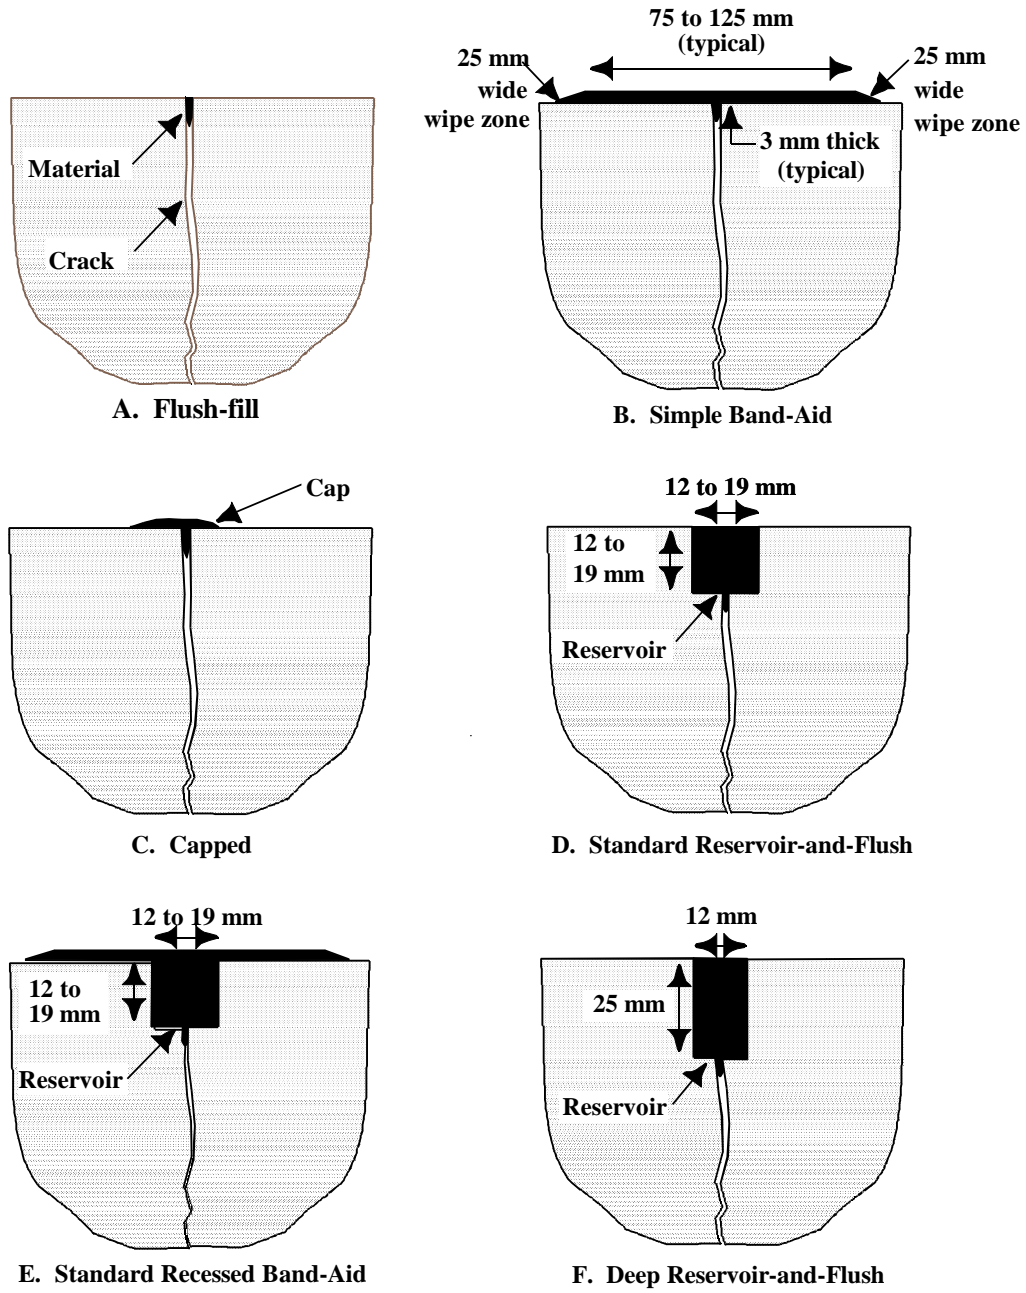 75 to 125 mm
(typical)
25 mm
wide
wipe zone
25 mm
wide
wipe zone
3 mm thick
(typical)
Material
Crack
A. Flush-fill
B. Simple Band-Aid
Cap
C. Capped
12 to 19 mm
12 to
19 mm
Reservoir
D. Standard Reservoir-and-Flush
12 to 19 mm
12 to
19 mm
Reservoir
E. Standard Recessed Band-Aid
12 mm
25 mm
Reservoir
F. Deep Reservoir-and-Flush